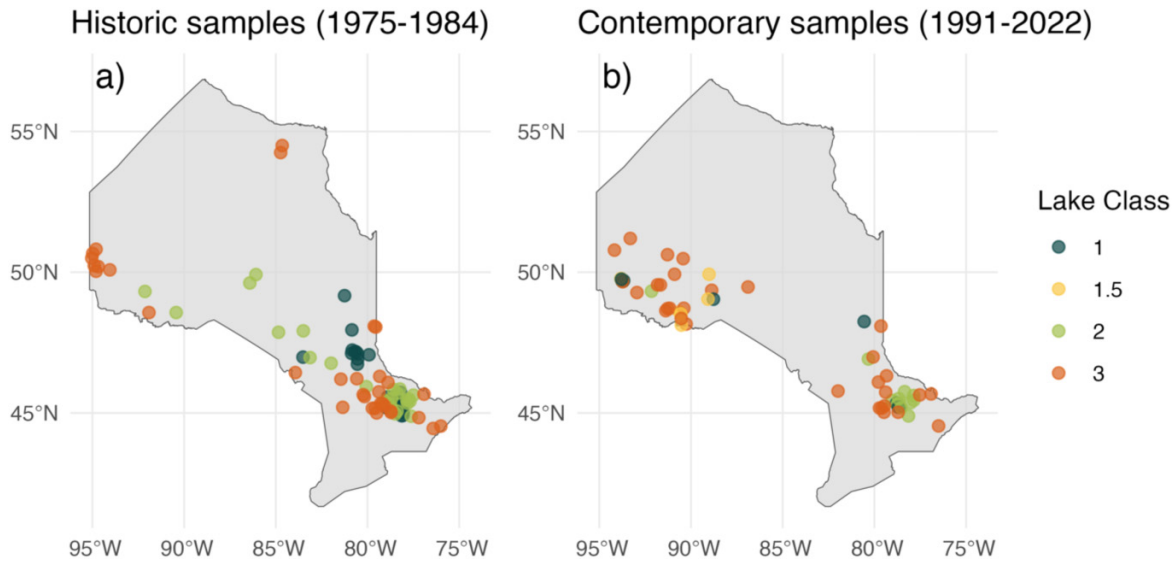 Historic samples (1975-1984)
Contemporary samples (1991-2022)
a)
b)
55°N
50°N
45°N
95°W 90°W 85°W 80°W 75°W
55°N
50°N
45°N
95°W 90°W 85°W 80°W 75°W
Lake Class
1
1.5
2
3